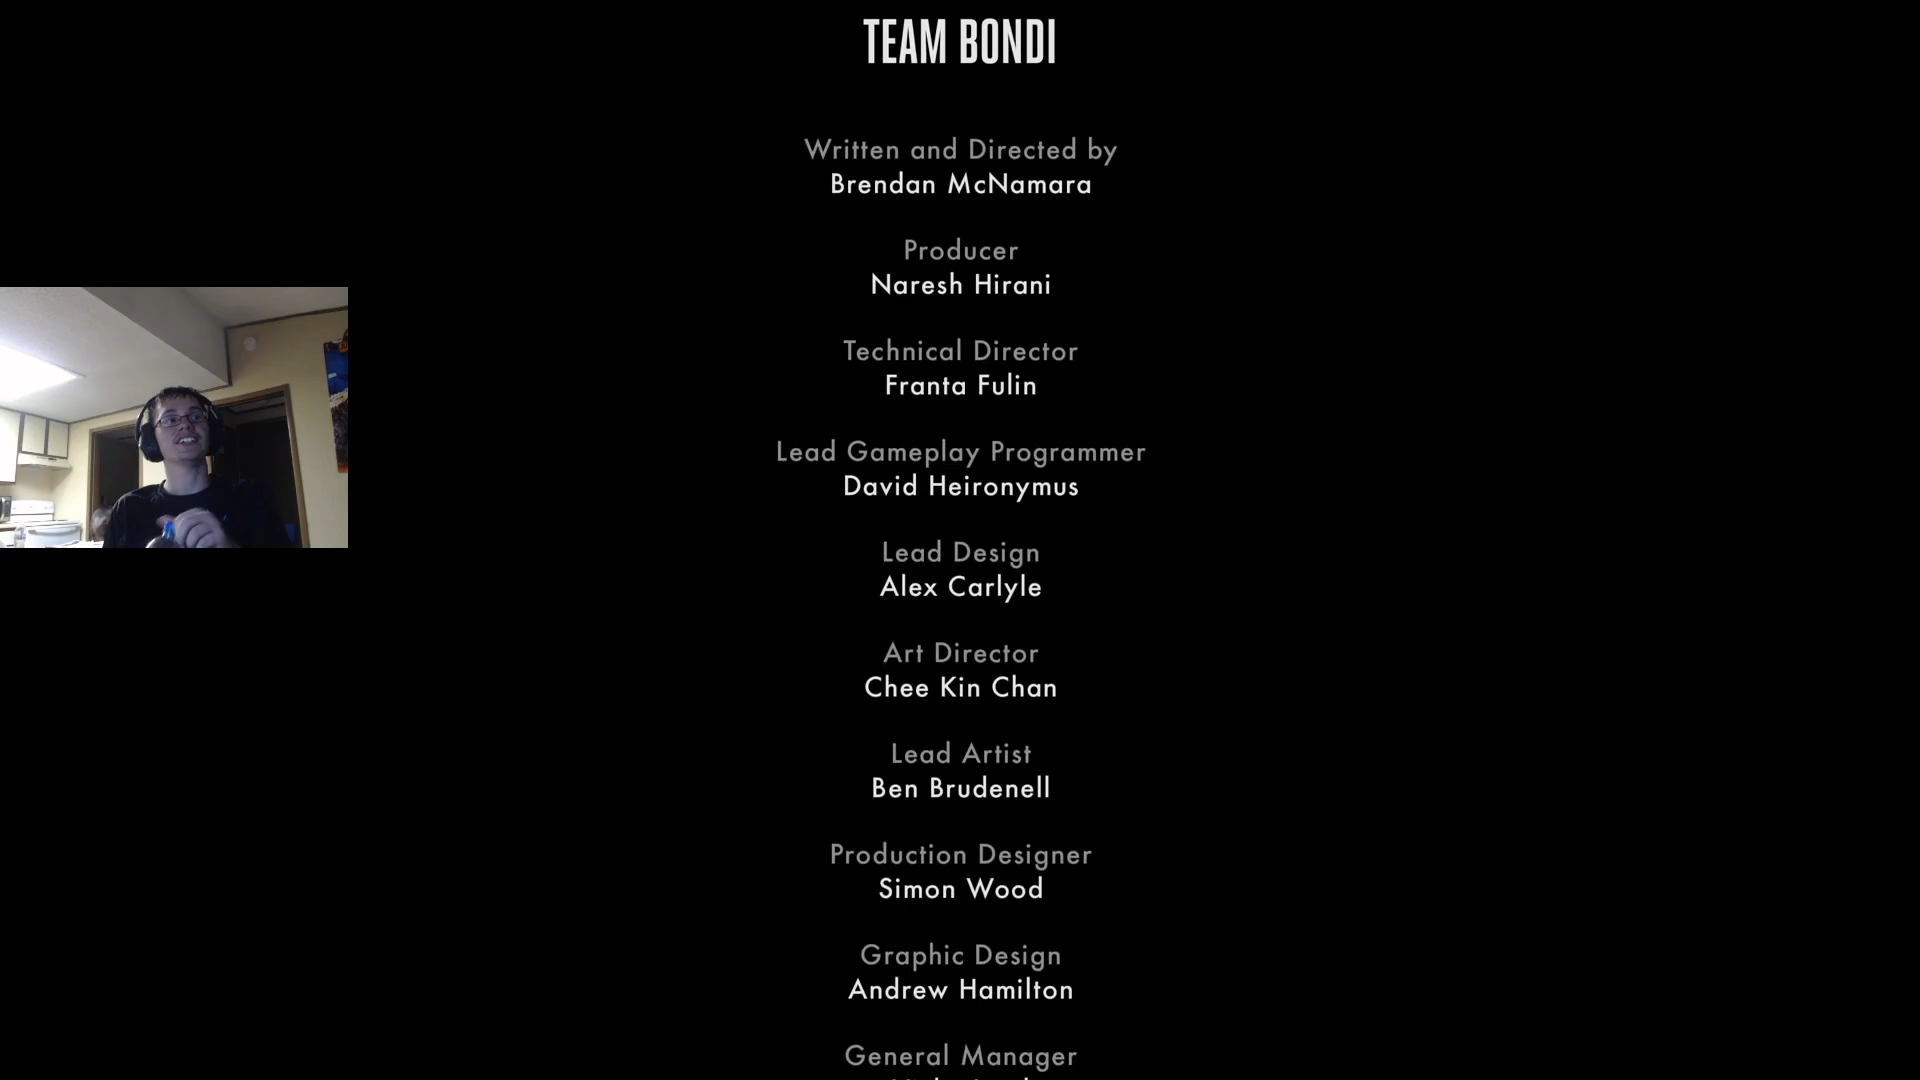 TEAM BONDI
Written and Directed by
Brendan McNamara
Producer
Naresh Hirani
Technical Director
Franta Fulin
Lead Gameplay Programmer
David Heironymus
Lead Design
Alex Carlyle
Art Director
Chee Kin Chan
Lead Artist
Ben Brudenell
Production Designer
Simon Wood
Graphic Design
Andrew Hamilton
General Manager